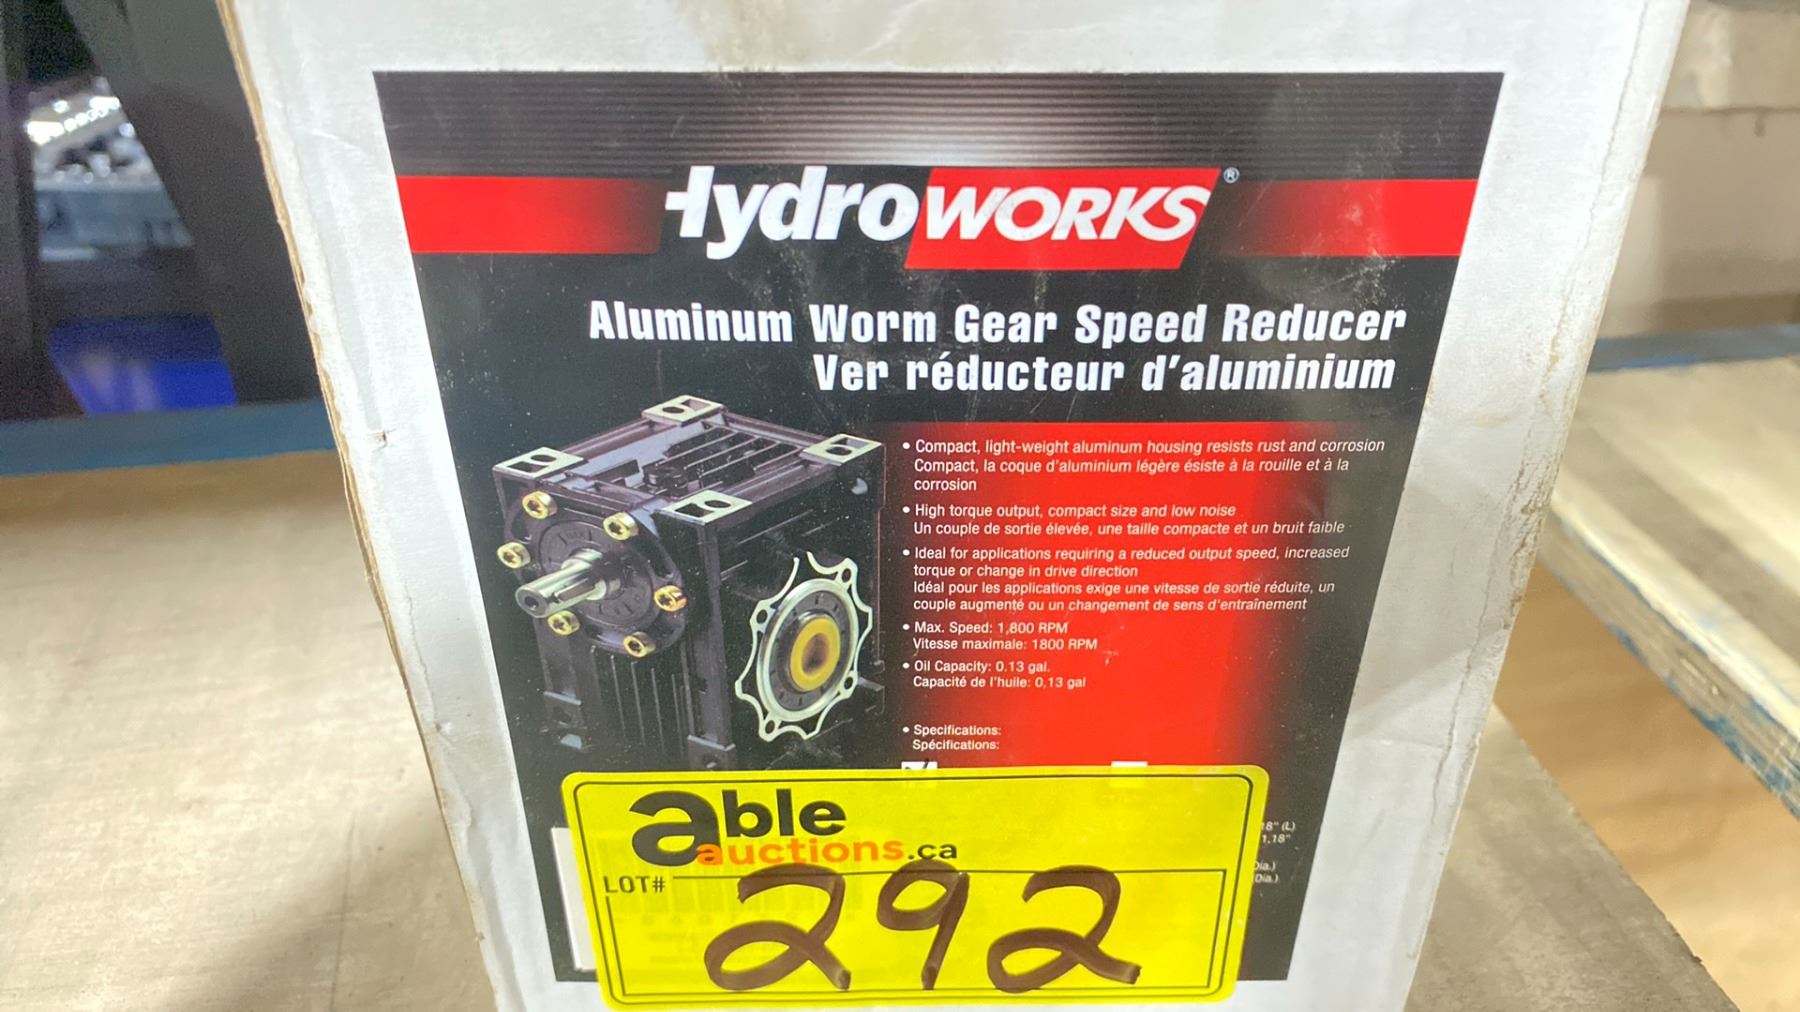 HydroWORKS®
Aluminum Worm Gear Speed Reducer
Ver réducteur d'aluminium
• Compact, light-weight aluminum housing resists rust and corrosion
Compact, la coque d'aluminium légère ésiste à la rouille et à la
corrosion
• High torque output, compact size and low noise
Un couple de sortie élevée, une taille compacte et un bruit faible
• Ideal for applications requiring a reduced output speed, increased
torque or change in drive direction
Idéal pour les applications exige une vitesse de sortie réduite, un
couple augmenté ou un changement de sens d'entraînement
• Max. Speed: 1,800 RPM
Vitesse maximale: 1800 RPM
• Oil Capacity: 0.13 gal.
Capacité de l'huile: 0,13 gal
• Specifications:
Spécifications:
18" (L)
1.18"
Dia.)
Dia.)
able
auctions.ca
LOT# 292